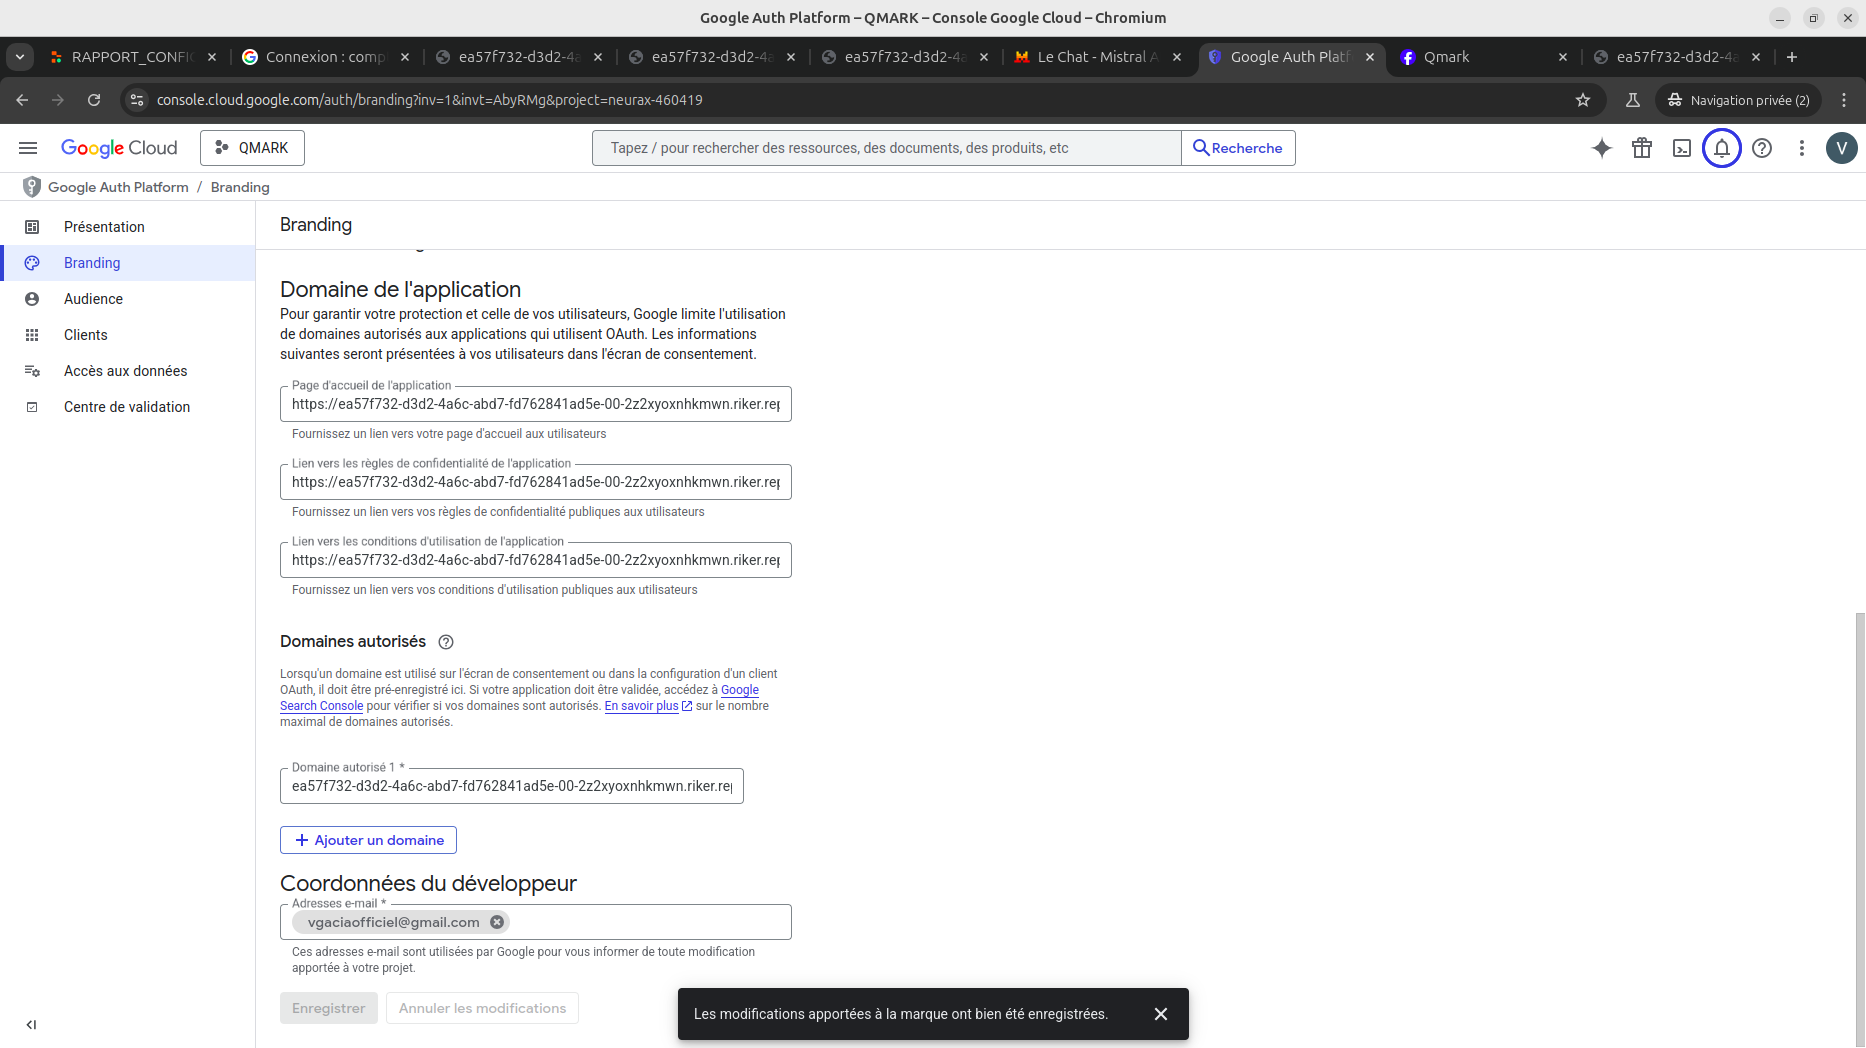 Google Auth Platform – QMARK – Console Google Cloud – Chromium
RAPPORT_CONFI
Connexion : comp
ea57f732-d3d2-4a
ea57f732-d3d2-4a
ea57f732-d3d2-4a
Le Chat - Mistral A
Google Auth Platf
Qmark
ea57f732-d3d2-4a
console.cloud.google.com/auth/branding?inv=1&invt=AbyRMg&project=neurax-460419
Navigation privée (2)
Google Cloud
QMARK
Tapez / pour rechercher des ressources, des documents, des produits, etc
Recherche
V
Google Auth Platform / Branding
Présentation
Branding
Audience
Clients
Accès aux données
Centre de validation
Branding
Domaine de l'application
Pour garantir votre protection et celle de vos utilisateurs, Google limite l'utilisation
de domaines autorisés aux applications qui utilisent OAuth. Les informations
suivantes seront présentées à vos utilisateurs dans l'écran de consentement.
Page d'accueil de l'application
https://ea57f732-d3d2-4a6c-abd7-fd762841ad5e-00-2z2xyoxnhkmwn.riker.rep
Fournissez un lien vers votre page d'accueil aux utilisateurs
Lien vers les règles de confidentialité de l'application
https://ea57f732-d3d2-4a6c-abd7-fd762841ad5e-00-2z2xyoxnhkmwn.riker.rep
Fournissez un lien vers vos règles de confidentialité publiques aux utilisateurs
Lien vers les conditions d'utilisation de l'application
https://ea57f732-d3d2-4a6c-abd7-fd762841ad5e-00-2z2xyoxnhkmwn.riker.rep
Fournissez un lien vers vos conditions d'utilisation publiques aux utilisateurs
Domaines autorisés
Lorsqu'un domaine est utilisé sur l'écran de consentement ou dans la configuration d'un client
OAuth, il doit être pré-enregistré ici. Si votre application doit être validée, accédez à Google
Search Console pour vérifier si vos domaines sont autorisés. En savoir plus sur le nombre
maximal de domaines autorisés.
Domaine autorisé 1 *
ea57f732-d3d2-4a6c-abd7-fd762841ad5e-00-2z2xyoxnhkmwn.riker.rep
Ajouter un domaine
Coordonnées du développeur
Adresses e-mail *
vgaciaofficiel@gmail.com
Ces adresses e-mail sont utilisées par Google pour vous informer de toute modification
apportée à votre projet.
Enregistrer
Annuler les modifications
Les modifications apportées à la marque ont bien été enregistrées.